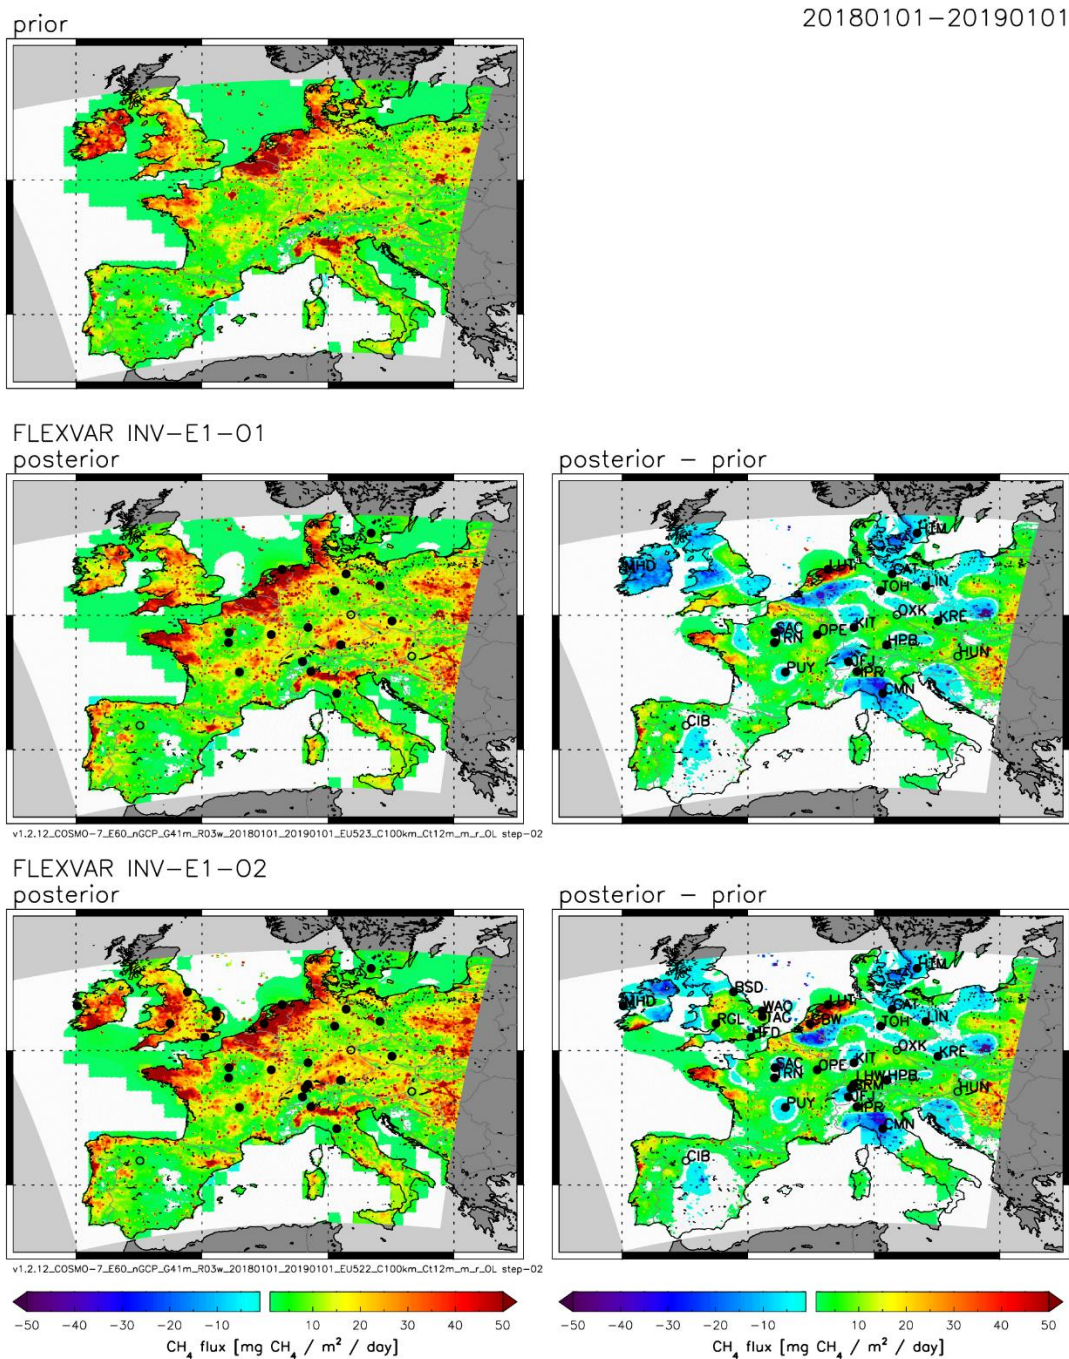 prior
20180101-20190101
FLEXVAR INV-E1-O1
posterior
posterior - prior
HTM
MHD
LUT
GAT
TOH
LIN
OXK
KRE
SAC
TRN
OPE
KIT
HPB
HUN
PUY
JFJ
IPR
CMN
CIB
v1.2.12_COSMO-7_E60_nGCP_G41m_R03w_20180101_20190101_EU523_C100km_Ct12m_m_r_OL step-02
FLEXVAR INV-E1-O2
posterior
posterior - prior
HTM
MHD
BSD
WAO
TAC
LUT
CBW
GAT
RGL
HFD
TOH
LIN
OXK
KRE
SAC
TRN
OPE
KIT
LHW
BRM
HPB
HUN
PUY
JFJ
IPR
CMN
CIB
v1.2.12_COSMO-7_E60_nGCP_G41m_R03w_20180101_20190101_EU522_C100km_Ct12m_m_r_OL step-02
-50 -40 -30 -20 -10 10 20 30 40 50
CH₄ flux [mg CH₄ / m² / day]
-50 -40 -30 -20 -10 10 20 30 40 50
CH₄ flux [mg CH₄ / m² / day]